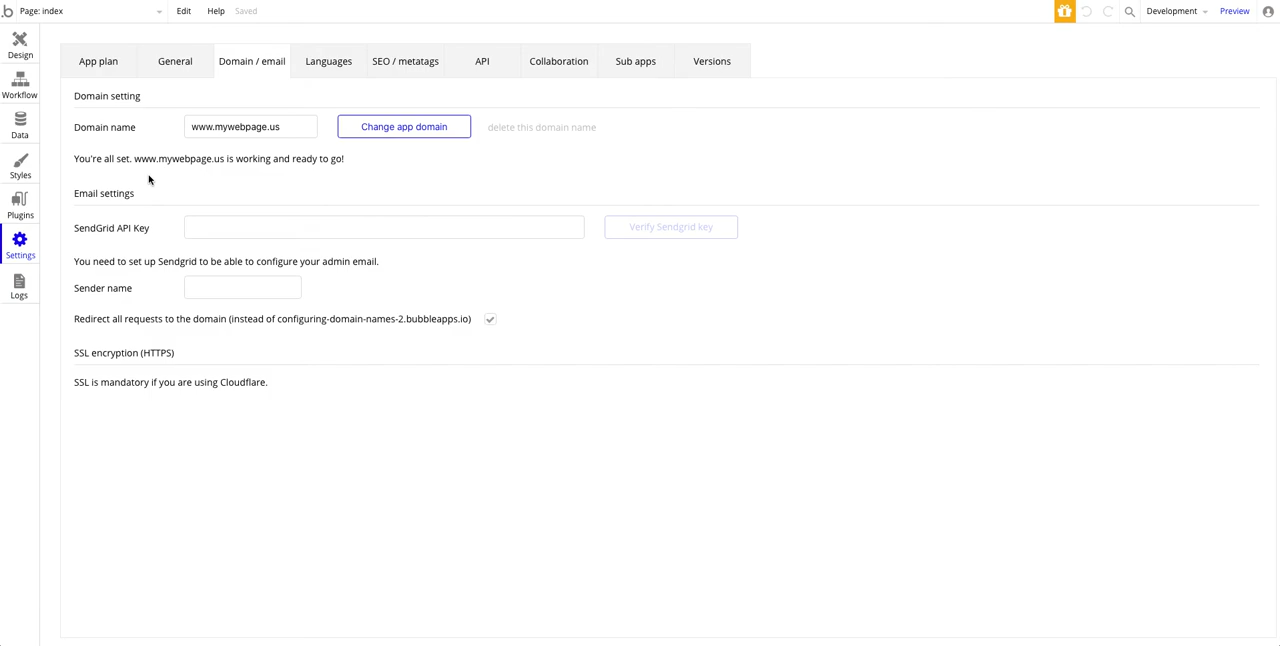 Page: index Edit Help Saved Development Preview
Design
Workflow
Data
Styles
Plugins
Settings
Logs
App plan General Domain / email Languages SEO / metatags API Collaboration Sub apps Versions
Domain setting
Domain name www.mywebpage.us Change app domain delete this domain name
You're all set. www.mywebpage.us is working and ready to go!
Email settings
SendGrid API Key Verify Sendgrid key
You need to set up Sendgrid to be able to configure your admin email.
Sender name
Redirect all requests to the domain (instead of configuring-domain-names-2.bubbleapps.io)
SSL encryption (HTTPS)
SSL is mandatory if you are using Cloudflare.